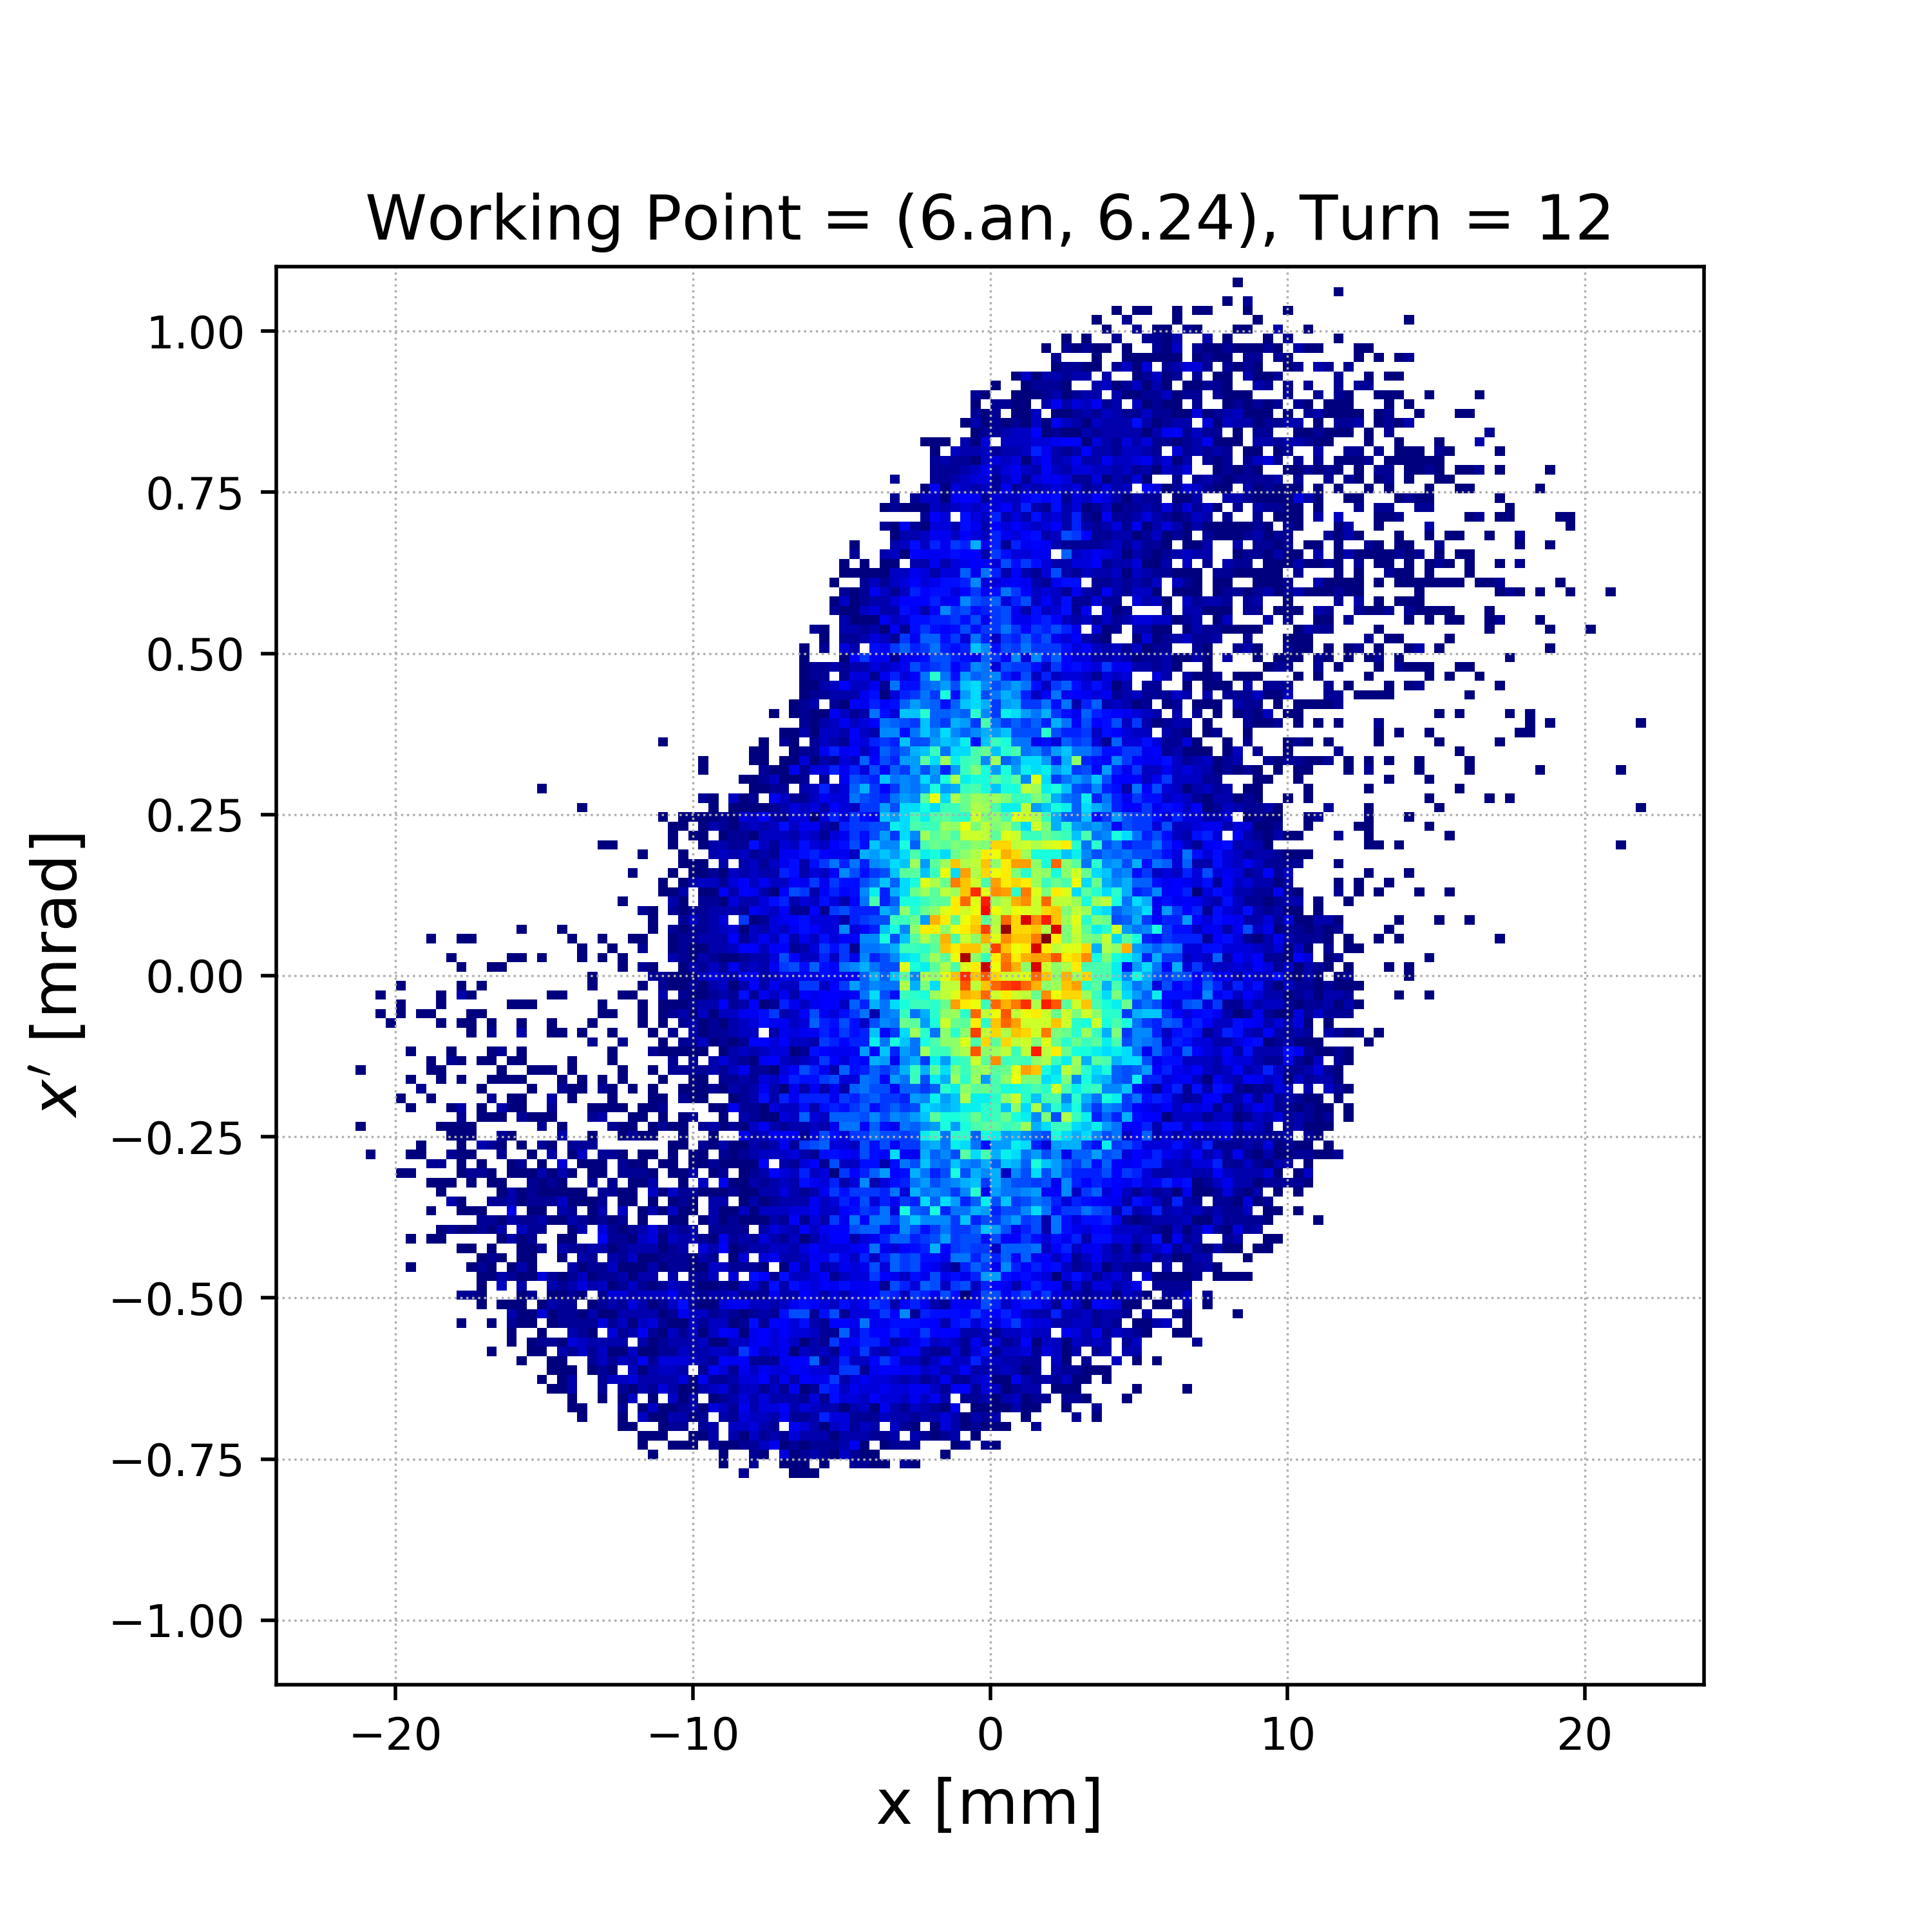 Working Point = (6.an, 6.24), Turn = 12
1.00
0.75
0.50
0.25
0.00
−0.25
−0.50
−0.75
−1.00
x′ [mrad]
−20 −10 0 10 20
x [mm]